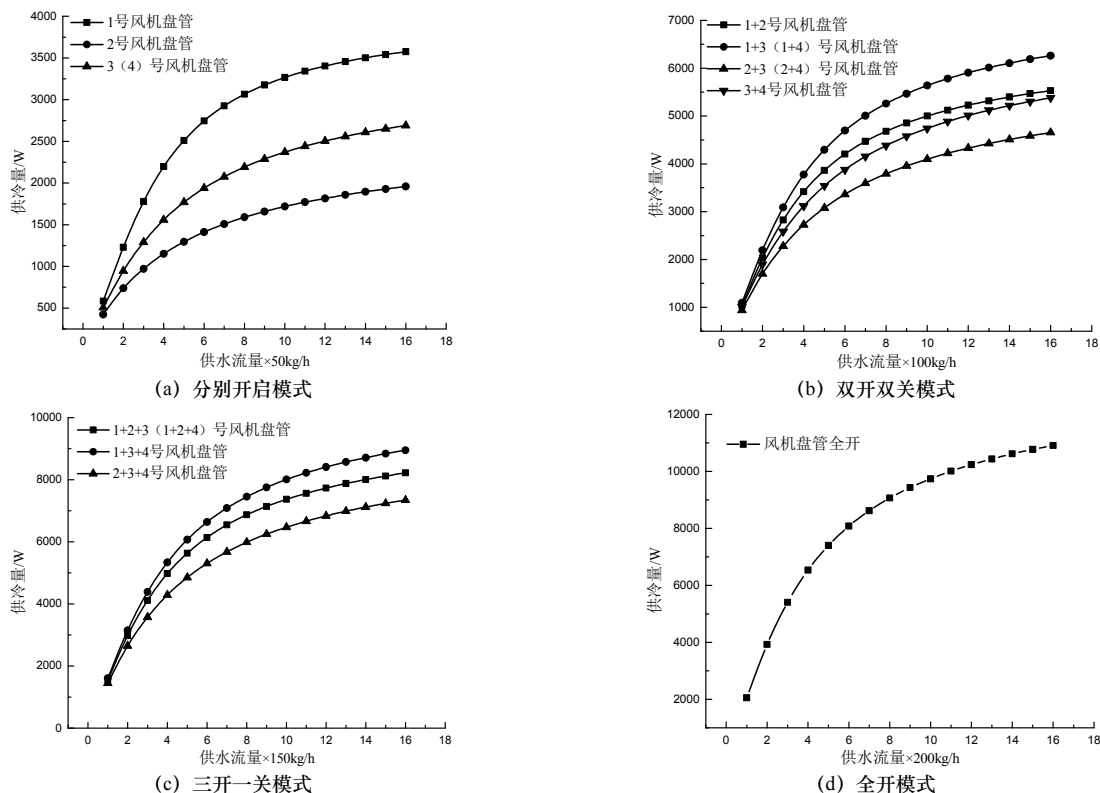 4000
3500
3000
2500
2000
1500
1000
500
0 2 4 6 8 10 12 14 16 18
供冷量/W
1号风机盘管
2号风机盘管
3（4）号风机盘管
供水流量×50kg/h
(a) 分别开启模式
7000
6000
5000
4000
3000
2000
1000
0 2 4 6 8 10 12 14 16 18
供冷量/W
1+2号风机盘管
1+3（1+4）号风机盘管
2+3（2+4）号风机盘管
3+4号风机盘管
供水流量×100kg/h
(b) 双开双关模式
10000
8000
6000
4000
2000
0
0 2 4 6 8 10 12 14 16 18
供冷量/W
1+2+3（1+2+4）号风机盘管
1+3+4号风机盘管
2+3+4号风机盘管
供水流量×150kg/h
(c) 三开一关模式
12000
10000
8000
6000
4000
2000
0 2 4 6 8 10 12 14 16 18
供冷量/W
风机盘管全开
供水流量×200kg/h
(d) 全开模式